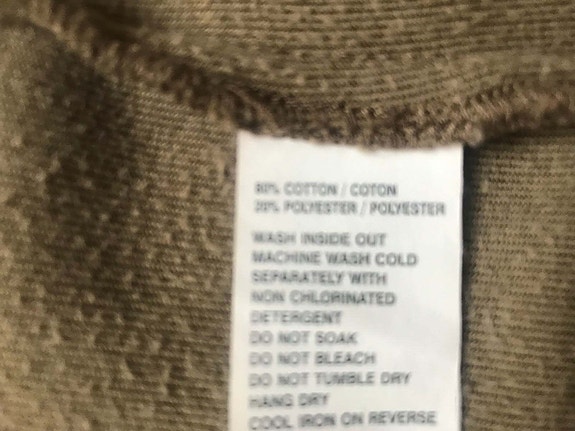 80% COTTON / COTON
20% POLYESTER / POLYESTER
WASH INSIDE OUT
MACHINE WASH COLD
SEPARATELY WITH
NON CHLORINATED
DETERGENT
DO NOT SOAK
DO NOT BLEACH
DO NOT TUMBLE DRY
HANG DRY
COOL IRON ON REVERSE